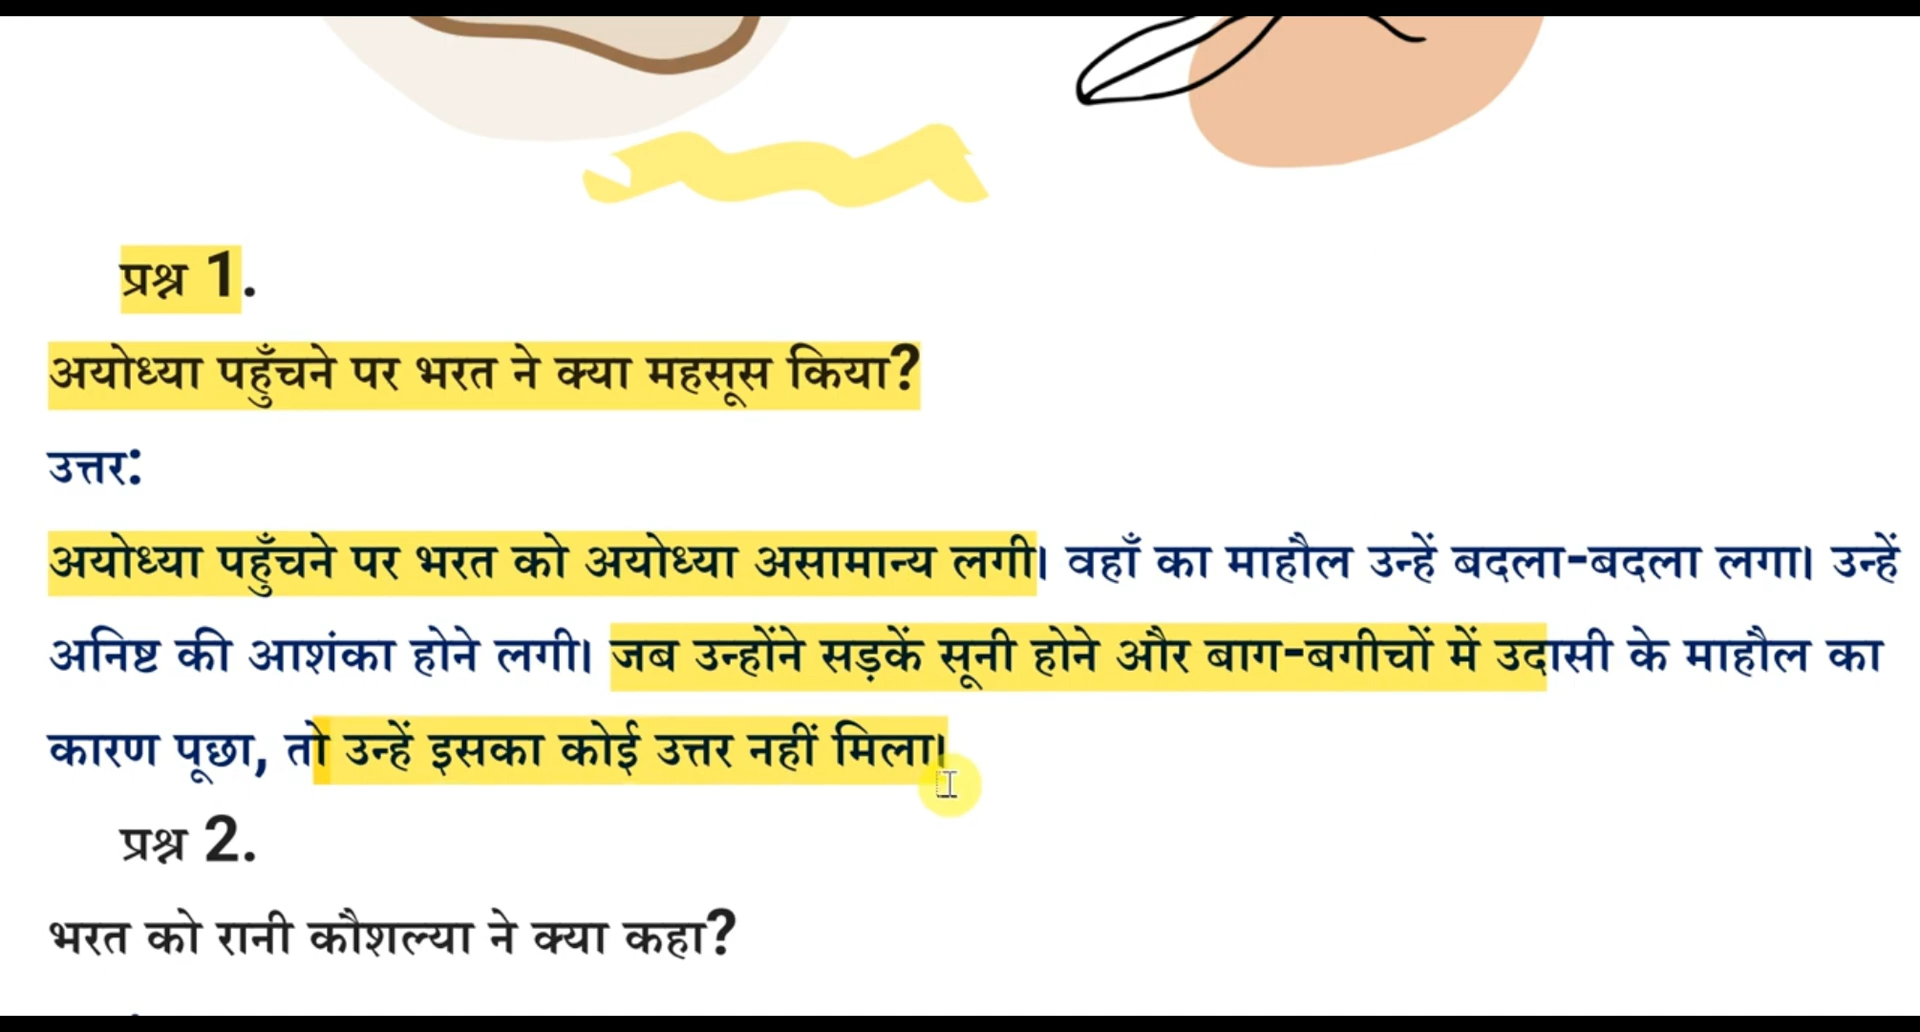 प्रश्न 1.
अयोध्या पहुँचने पर भरत ने क्या महसूस किया?
उत्तर:
अयोध्या पहुँचने पर भरत को अयोध्या असामान्य लगी। वहाँ का माहौल उन्हें बदला-बदला लगा। उन्हें
अनिष्ट की आशंका होने लगी। जब उन्होंने सड़कें सूनी होने और बाग-बगीचों में उदासी के माहौल का
कारण पूछा, तो उन्हें इसका कोई उत्तर नहीं मिला।
प्रश्न 2.
भरत को रानी कौशल्या ने क्या कहा?